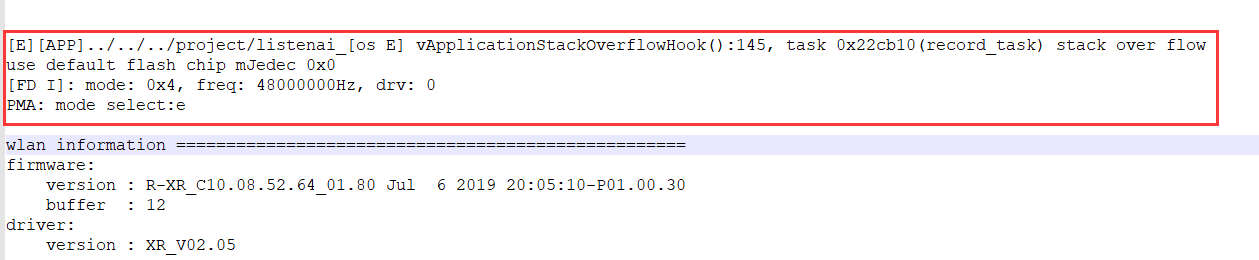 [E][APP]../../../project/listenai_[os E] vApplicationStackOverflowHook():145, task 0x22cb10(record_task) stack over flow
use default flash chip mJedec 0x0
[FD I]: mode: 0x4, freq: 48000000Hz, drv: 0
PMA: mode select:e
wlan information ===================================================
firmware:
    version : R-XR_C10.08.52.64_01.80 Jul  6 2019 20:05:10-P01.00.30
    buffer  : 12
driver:
    version : XR_V02.05